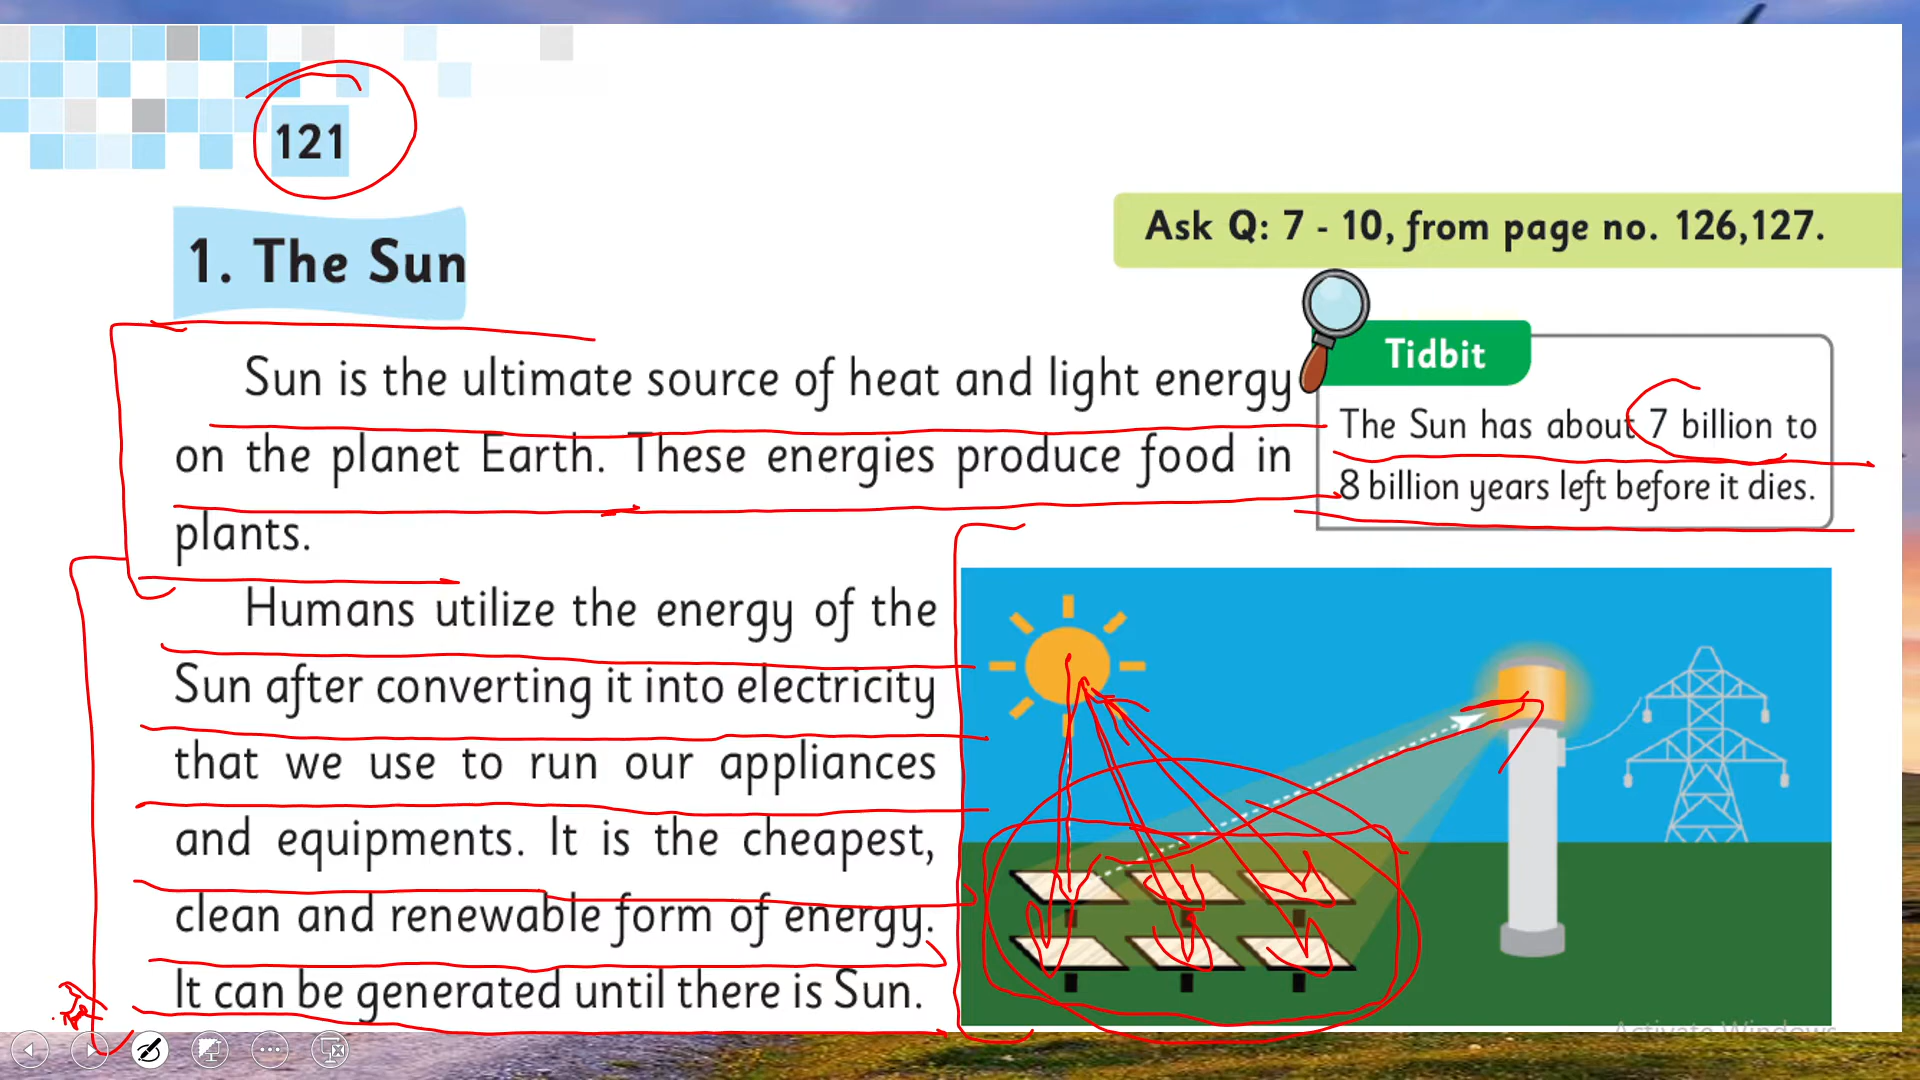 121
1. The Sun
Ask Q: 7 - 10, from page no. 126,127.
Sun is the ultimate source of heat and light energy
on the planet Earth. These energies produce food in
plants.
Tidbit
The Sun has about 7 billion to
8 billion years left before it dies.
Humans utilize the energy of the
Sun after converting it into electricity
that we use to run our appliances
and equipments. It is the cheapest,
clean and renewable form of energy.
It can be generated until there is Sun.
Activate Windows